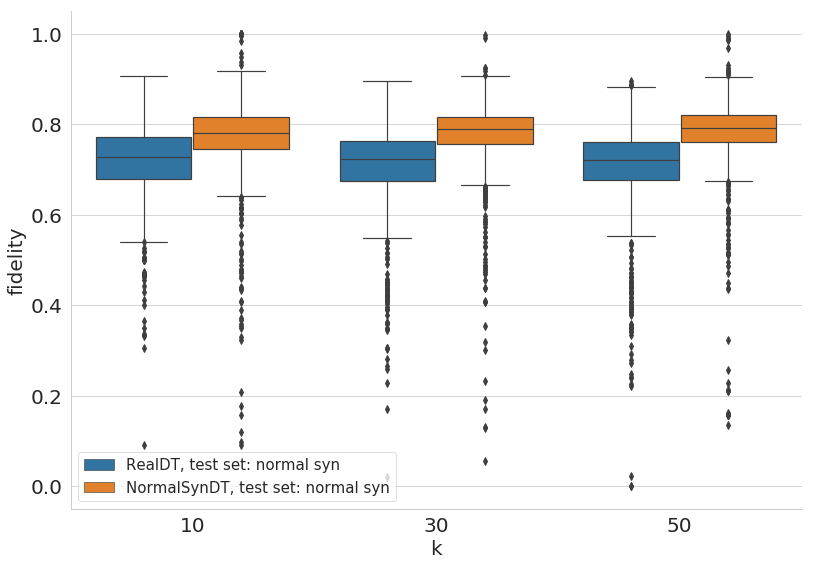 1.0
0.8
0.6
0.4
0.2
0.0
fidelity
RealDT, test set: normal syn
NormalSynDT, test set: normal syn
10
30
50
k